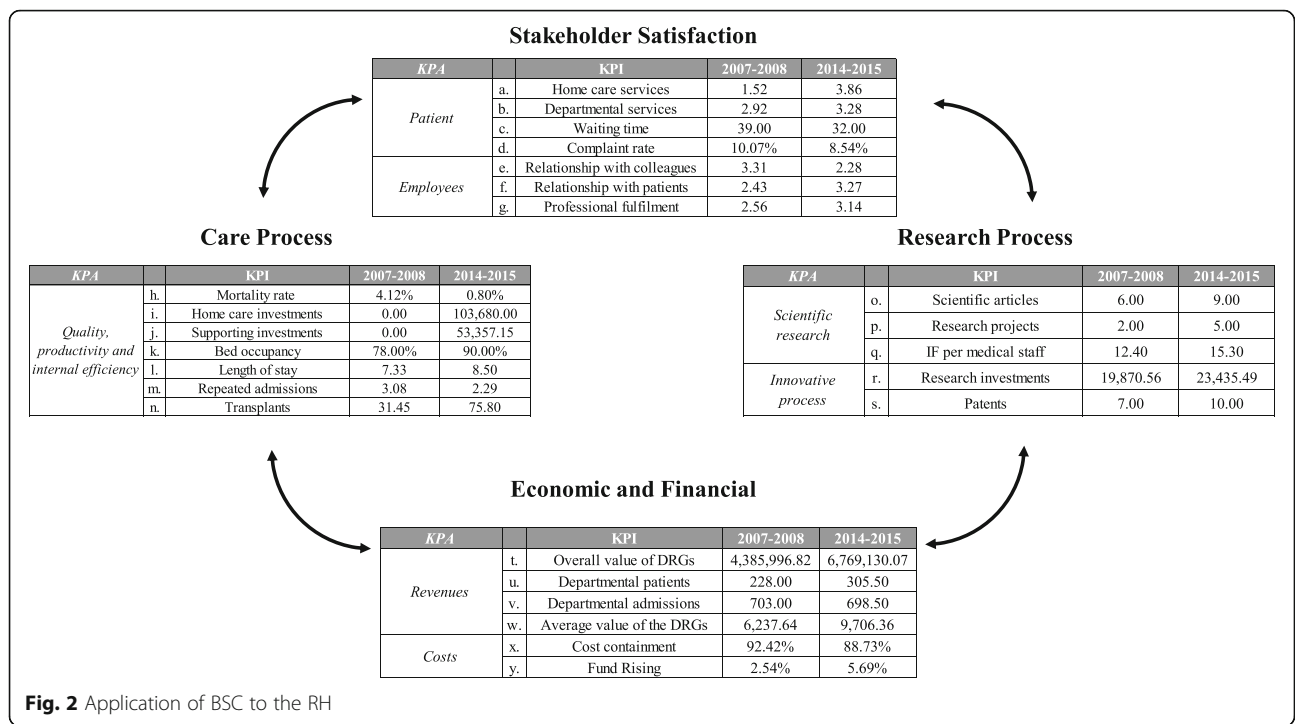 Stakeholder Satisfaction
KPA KPI 2007-2008 2014-2015
Patient
a. Home care services 1.52 3.86
b. Departmental services 2.92 3.28
c. Waiting time 39.00 32.00
d. Complaint rate 10.07% 8.54%
Employees
e. Relationship with colleagues 3.31 2.28
f. Relationship with patients 2.43 3.27
g. Professional fulfilment 2.56 3.14
Care Process
KPA KPI 2007-2008 2014-2015
Quality,
productivity and
internal efficiency
h. Mortality rate 4.12% 0.80%
i. Home care investments 0.00 103,680.00
j. Supporting investments 0.00 53,357.15
k. Bed occupancy 78.00% 90.00%
l. Length of stay 7.33 8.50
m. Repeated admissions 3.08 2.29
n. Transplants 31.45 75.80
Research Process
KPA KPI 2007-2008 2014-2015
Scientific
research
o. Scientific articles 6.00 9.00
p. Research projects 2.00 5.00
q. IF per medical staff 12.40 15.30
Innovative
process
r. Research investments 19,870.56 23,435.49
s. Patents 7.00 10.00
Economic and Financial
KPA KPI 2007-2008 2014-2015
Revenues
t. Overall value of DRGs 4,385,996.82 6,769,130.07
u. Departmental patients 228.00 305.50
v. Departmental admissions 703.00 698.50
w. Average value of the DRGs 6,237.64 9,706.36
Costs
x. Cost containment 92.42% 88.73%
y. Fund Rising 2.54% 5.69%
Fig. 2 Application of BSC to the RH